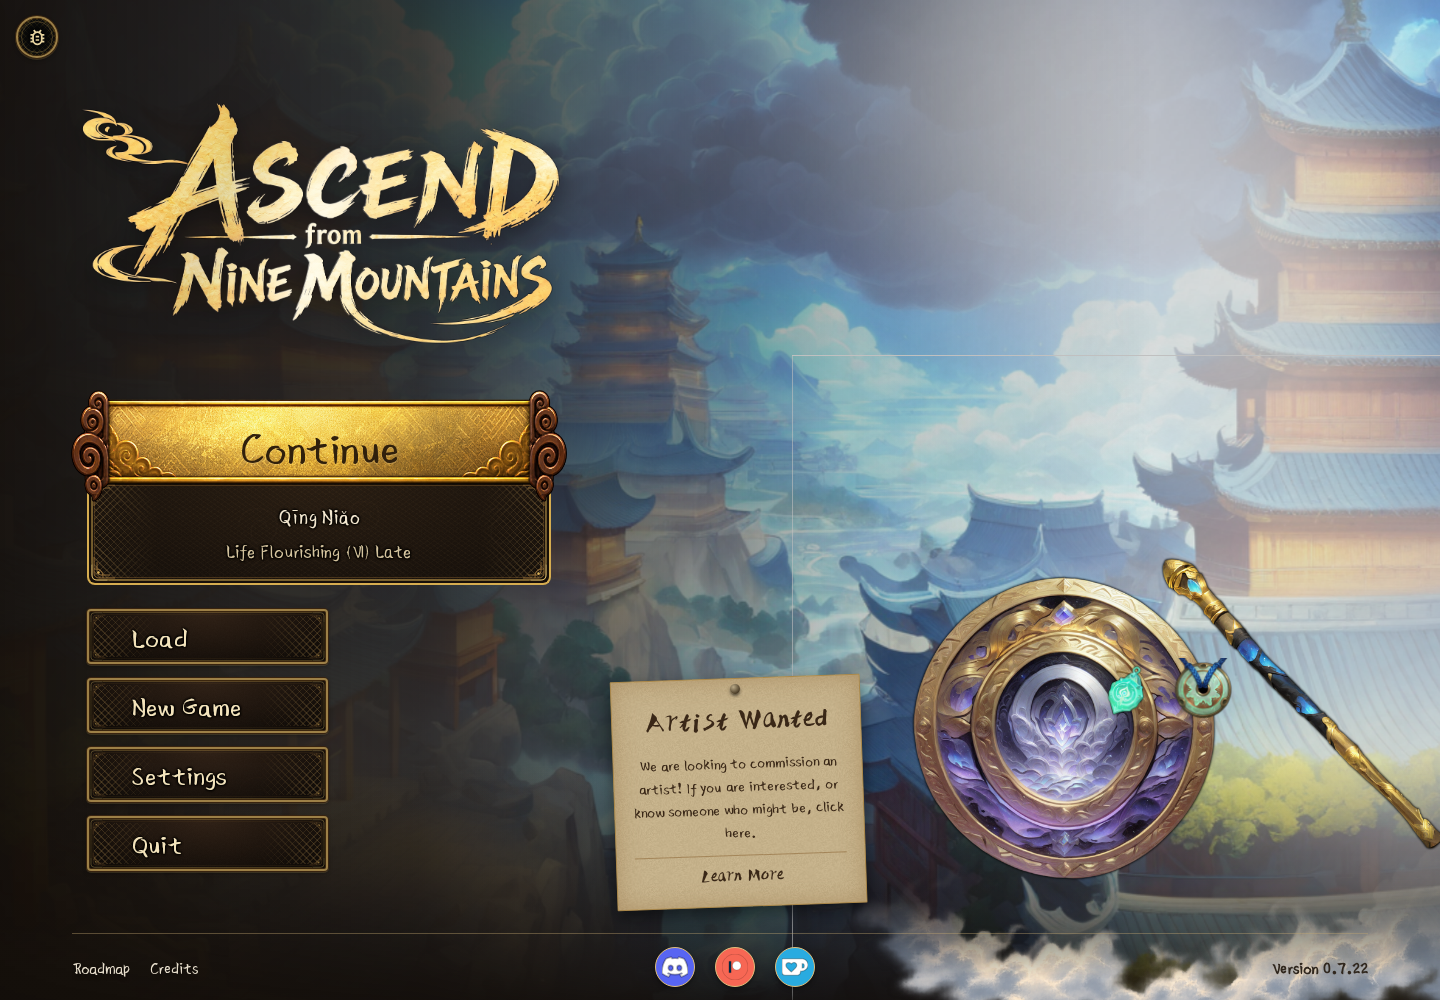 ASCEND
from
NINE MOUNTAINS
Continue
Qīng Niǎo
Life Flourishing (VI) Late
Load
New Game
Settings
Quit
Artist Wanted
We are looking to commission an
artist! If you are interested, or
know someone who might be, click
here.
Learn More
Roadmap
Credits
Version 0.7.22